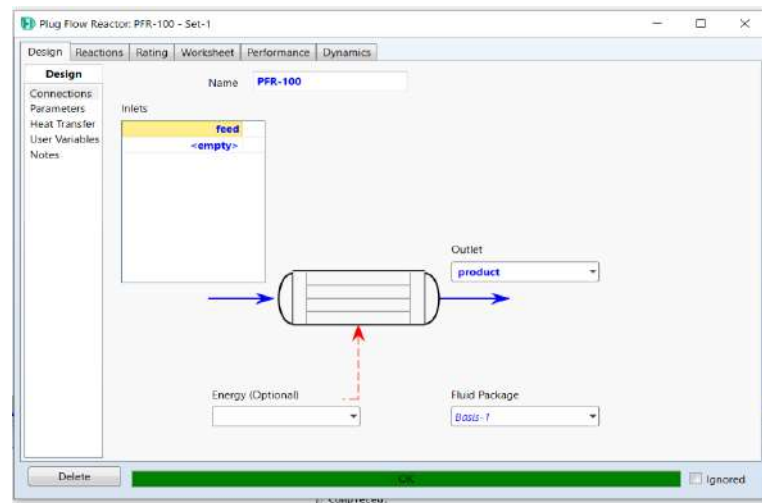 Plug Flow Reactor: PFR-100 - Set-1
Design Reactions Rating Worksheet Performance Dynamics
Design
Connections
Parameters
Heat Transfer
User Variables
Notes
Name PFR-100
Inlets
feed
<empty>
Outlet
product
Energy (Optional)
Fluid Package
Basis-1
Delete
OK
Ignored
Completed.